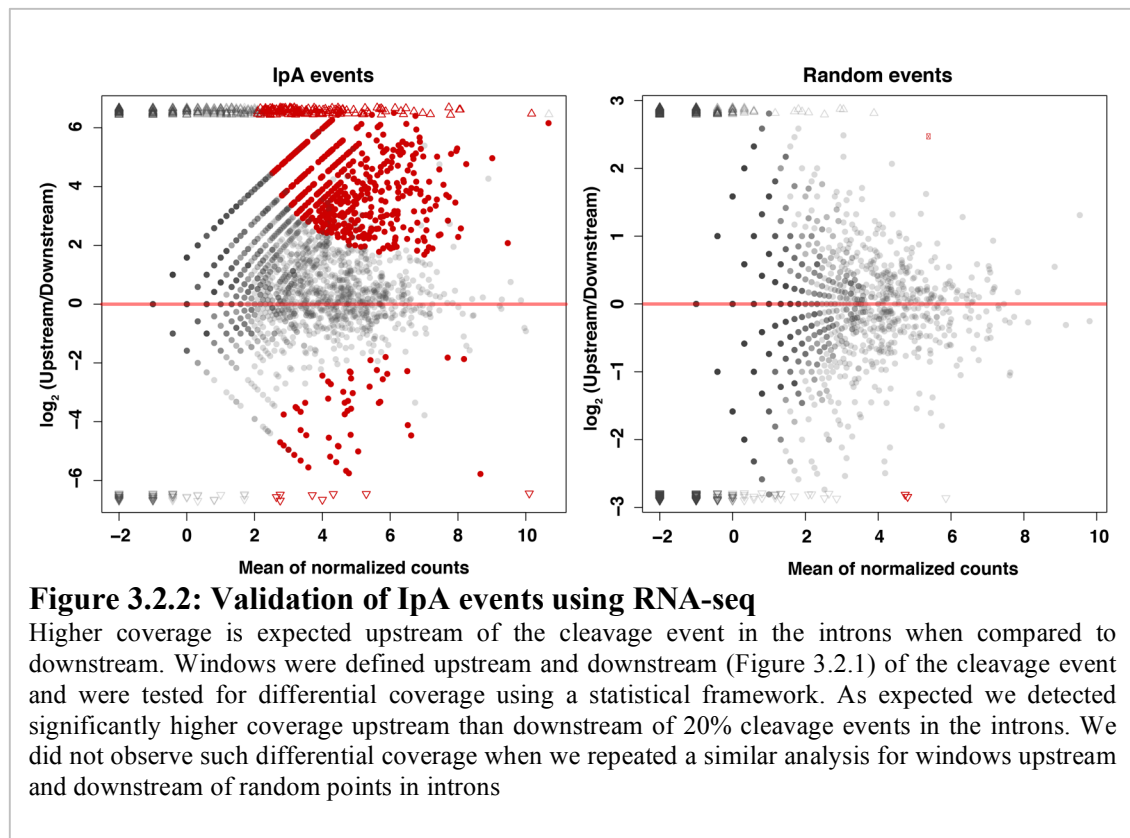 IpA events
Random events
log2 (Upstream/Downstream)
6
4
2
0
−2
−4
−6
−2 0 2 4 6 8 10
Mean of normalized counts
log2 (Upstream/Downstream)
3
2
1
0
−1
−2
−3
−2 0 2 4 6 8 10
Mean of normalized counts
Figure 3.2.2: Validation of IpA events using RNA-seq
Higher coverage is expected upstream of the cleavage event in the introns when compared to
downstream. Windows were defined upstream and downstream (Figure 3.2.1) of the cleavage event
and were tested for differential coverage using a statistical framework. As expected we detected
significantly higher coverage upstream than downstream of 20% cleavage events in the introns. We
did not observe such differential coverage when we repeated a similar analysis for windows upstream
and downstream of random points in introns